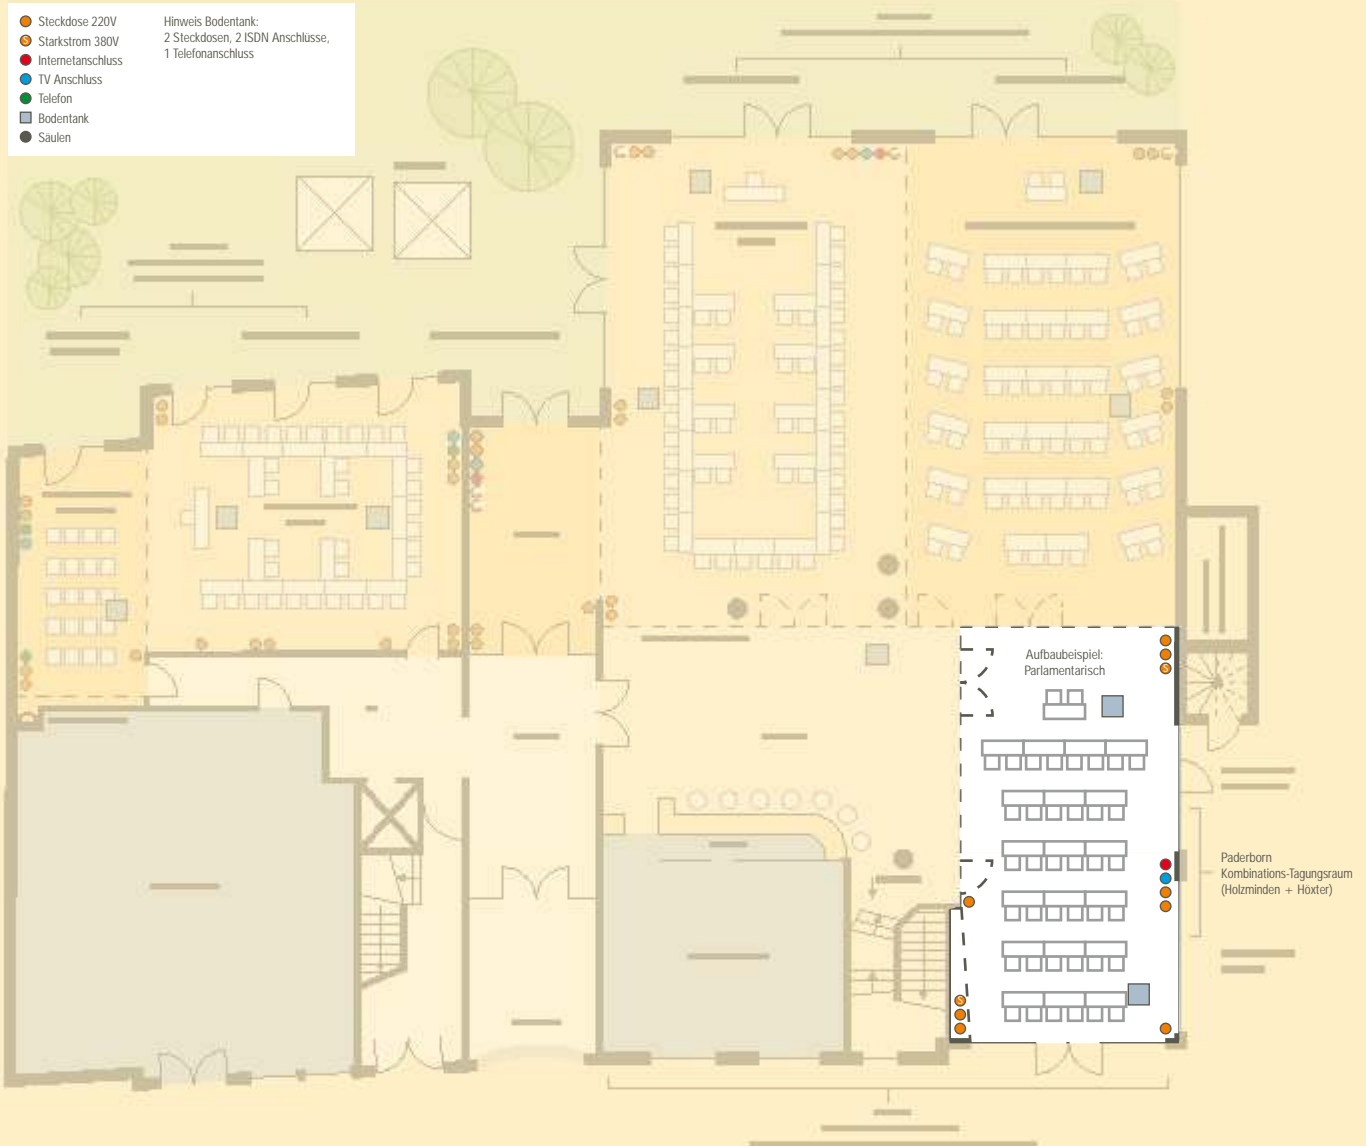 Steckdose 220V
Starkstrom 380V
Internetanschluss
TV Anschluss
Telefon
Bodentank
Säulen
Hinweis Bodentank:
2 Steckdosen, 2 ISDN Anschlüsse,
1 Telefonanschluss
Aufbaubeispiel:
Parlamentarisch
Paderborn
Kombinations-Tagungsraum
(Holzminden + Höxter)